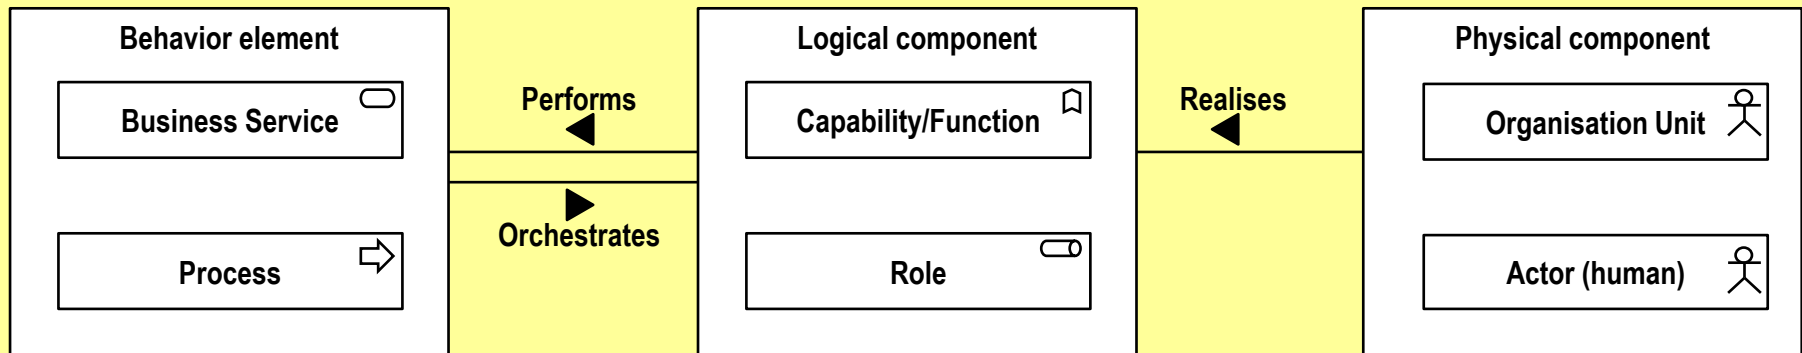 Behavior element
Business Service
Process
Performs
Orchestrates
Logical component
Capability/Function
Role
Realises
Physical component
Organisation Unit
Actor (human)